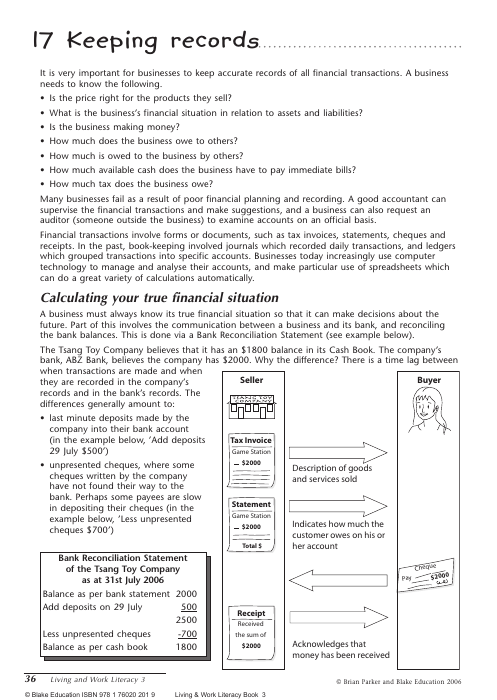 17 Keeping records
It is very important for businesses to keep accurate records of all financial transactions. A business
needs to know the following.
• Is the price right for the products they sell?
• What is the business's financial situation in relation to assets and liabilities?
• Is the business making money?
• How much does the business owe to others?
• How much is owed to the business by others?
• How much available cash does the business have to pay immediate bills?
• How much tax does the business owe?
Many businesses fail as a result of poor financial planning and recording. A good accountant can
supervise the financial transactions and make suggestions, and a business can also request an
auditor (someone outside the business) to examine accounts on an official basis.
Financial transactions involve forms or documents, such as tax invoices, statements, cheques and
receipts. In the past, book-keeping involved journals which recorded daily transactions, and ledgers
which grouped transactions into specific accounts. Businesses today increasingly use computer
technology to manage and analyse their accounts, and make particular use of spreadsheets which
can do a great variety of calculations automatically.
Calculating your true financial situation
A business must always know its true financial situation so that it can make decisions about the
future. Part of this involves the communication between a business and its bank, and reconciling
the bank balances. This is done via a Bank Reconciliation Statement (see example below).
The Tsang Toy Company believes that it has an $1800 balance in its Cash Book. The company's
bank, ABZ Bank, believes the company has $2000. Why the difference? There is a time lag between
when transactions are made and when
they are recorded in the company's
records and in the bank's records. The
differences generally amount to:
• last minute deposits made by the
company into their bank account
(in the example below, 'Add deposits
29 July $500')
• unpresented cheques, where some
cheques written by the company
have not found their way to the
bank. Perhaps some payees are slow
in depositing their cheques (in the
example below, 'Less unpresented
cheques $700')
Bank Reconciliation Statement
of the Tsang Toy Company
as at 31st July 2006
Balance as per bank statement 2000
Add deposits on 29 July 500
2500
Less unpresented cheques -700
Balance as per cash book 1800
Seller
TSANG TOY
COMPANY
Tax Invoice
Game Station
$2000
Statement
Game Station
$2000
Total $
Receipt
Received
the sum of
$2000
Description of goods
and services sold
Indicates how much the
customer owes on his or
her account
Acknowledges that
money has been received
Buyer
Cheque
Pay $2000
36 Living and Work Literacy 3
© Brian Parker and Blake Education 2006
© Blake Education ISBN 978 1 76020 201 9 Living & Work Literacy Book 3